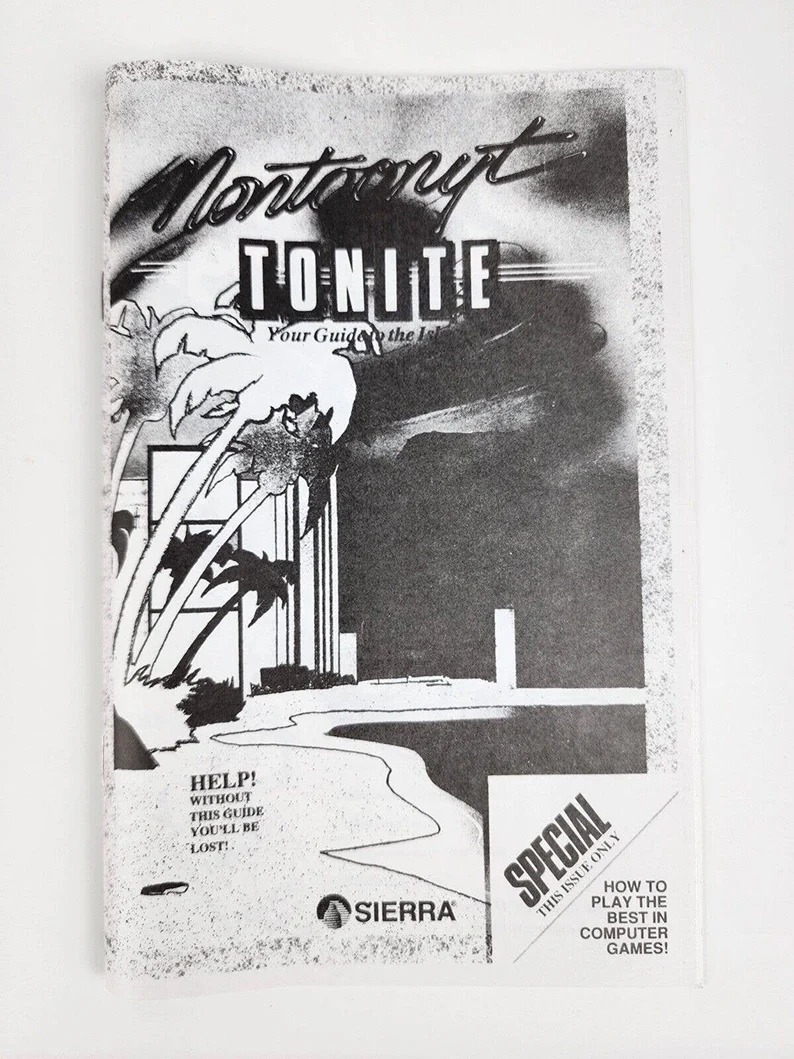 Nontoonyt
TONITE
Your Guide to the Isl
HELP!
WITHOUT
THIS GUIDE
YOU'LL BE
LOST!
SIERRA®
SPECIAL
THIS ISSUE ONLY
HOW TO
PLAY THE
BEST IN
COMPUTER
GAMES!